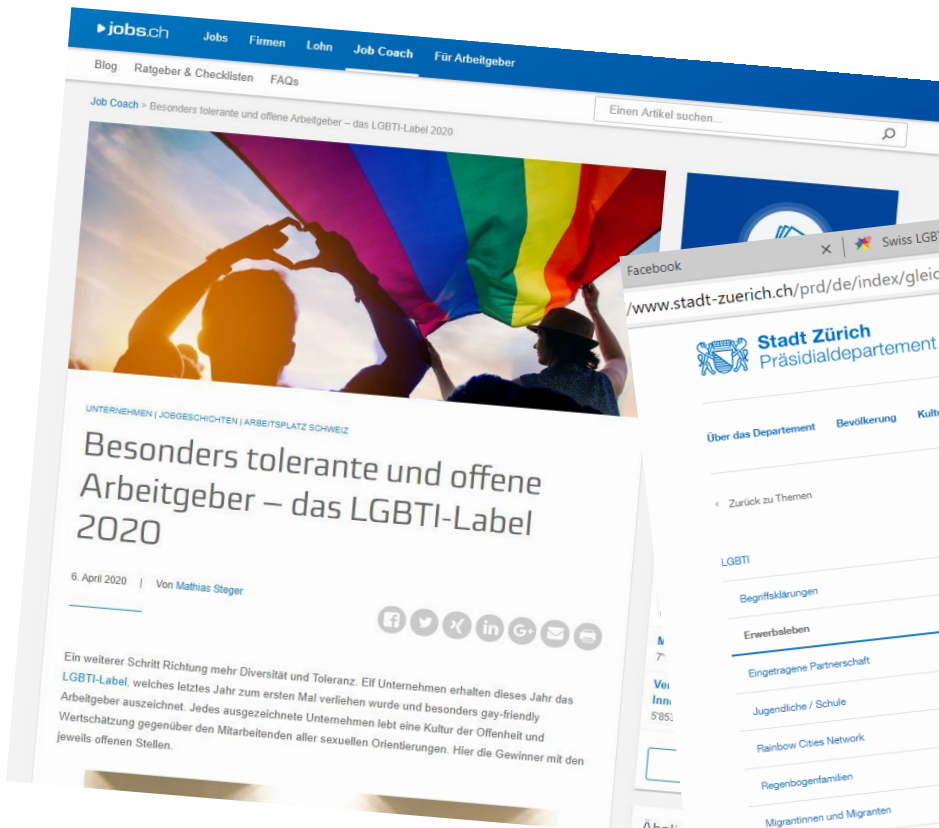 jobs.ch
Jobs Firmen Lohn Job Coach Für Arbeitgeber
Blog Ratgeber & Checklisten FAQs
Einen Artikel suchen...
Job Coach > Besonders tolerante und offene Arbeitgeber – das LGBTI-Label 2020
UNTERNEHMEN | JOBGESCHICHTEN | ARBEITSPLATZ SCHWEIZ
Besonders tolerante und offene
Arbeitgeber – das LGBTI-Label
2020
6. April 2020 | Von Mathias Steger
Ein weiterer Schritt Richtung mehr Diversität und Toleranz. Elf Unternehmen erhalten dieses Jahr das
LGBTI-Label, welches letztes Jahr zum ersten Mal verliehen wurde und besonders gay-friendly
Arbeitgeber auszeichnet. Jedes ausgezeichnete Unternehmen lebt eine Kultur der Offenheit und
Wertschätzung gegenüber den Mitarbeitenden aller sexuellen Orientierungen. Hier die Gewinner mit den
jeweils offenen Stellen.
Facebook Swiss LGB
/www.stadt-zuerich.ch/prd/de/index/gleic
Stadt Zürich
Präsidialdepartement
Über das Departement Bevölkerung Kult
< Zurück zu Themen
LGBTI
Begriffsklärungen
Erwerbsleben
Eingetragene Partnerschaft
Jugendliche / Schule
Rainbow Cities Network
Regenbogenfamilien
Migrantinnen und Migranten